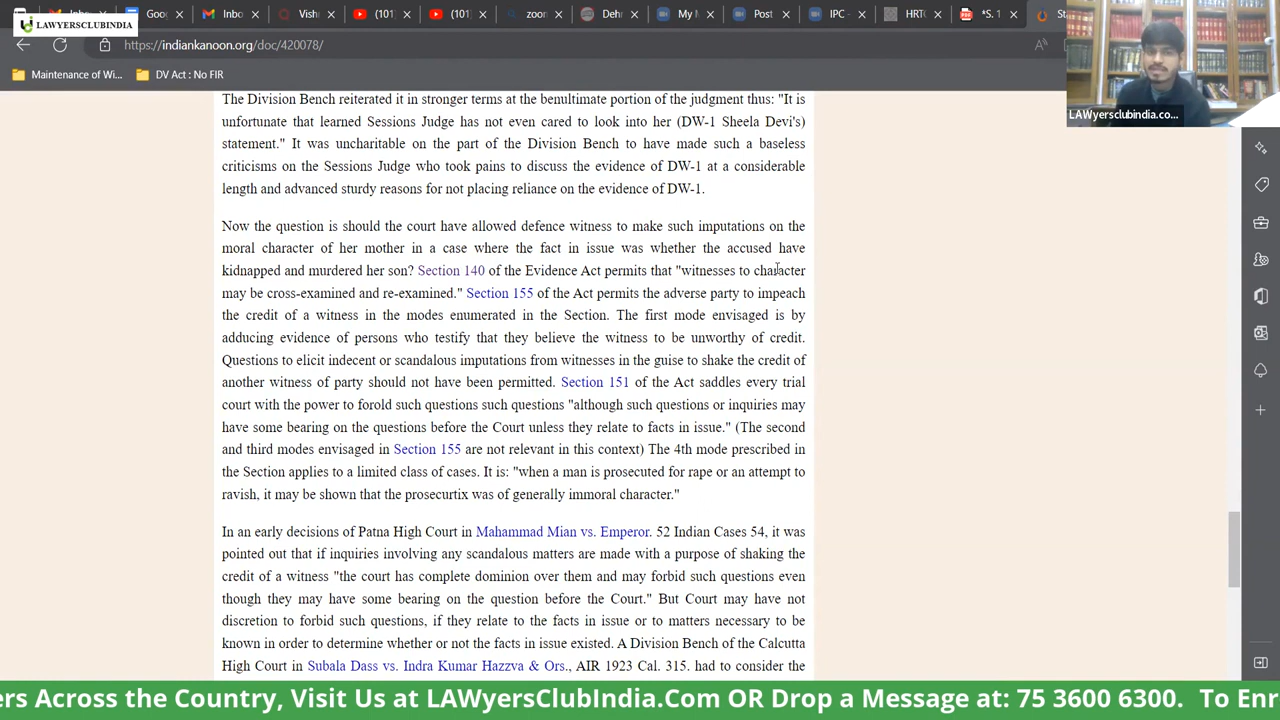 Inbo
Goog
Inbo
Vish
(101
(101
zoon
Deh
My M
C -
HRT
*S.
St
LAWYERSCLUBINDIA
https://indiankanoon.org/doc/420078/
Maintenance of Wi...
DV Act : No FIR
LAWyersclubindia.co...
The Division Bench reiterated it in stronger terms at the benultimate portion of the judgment thus: "It is
unfortunate that learned Sessions Judge has not even cared to look into her (DW-1 Sheela Devi's)
statement." It was uncharitable on the part of the Division Bench to have made such a baseless
criticisms on the Sessions Judge who took pains to discuss the evidence of DW-1 at a considerable
length and advanced sturdy reasons for not placing reliance on the evidence of DW-1.
Now the question is should the court have allowed defence witness to make such imputations on the
moral character of her mother in a case where the fact in issue was whether the accused have
kidnapped and murdered her son? Section 140 of the Evidence Act permits that "witnesses to character
may be cross-examined and re-examined." Section 155 of the Act permits the adverse party to impeach
the credit of a witness in the modes enumerated in the Section. The first mode envisaged is by
adducing evidence of persons who testify that they believe the witness to be unworthy of credit.
Questions to elicit indecent or scandalous imputations from witnesses in the guise to shake the credit of
another witness of party should not have been permitted. Section 151 of the Act saddles every trial
court with the power to forold such questions such questions "although such questions or inquiries may
have some bearing on the questions before the Court unless they relate to facts in issue." (The second
and third modes envisaged in Section 155 are not relevant in this context) The 4th mode prescribed in
the Section applies to a limited class of cases. It is: "when a man is prosecuted for rape or an attempt to
ravish, it may be shown that the prosecurtix was of generally immoral character."
In an early decisions of Patna High Court in Mahammad Mian vs. Emperor. 52 Indian Cases 54, it was
pointed out that if inquiries involving any scandalous matters are made with a purpose of shaking the
credit of a witness "the court has complete dominion over them and may forbid such questions even
though they may have some bearing on the question before the Court." But Court may have not
discretion to forbid such questions, if they relate to the facts in issue or to matters necessary to be
known in order to determine whether or not the facts in issue existed. A Division Bench of the Calcutta
High Court in Subala Dass vs. Indra Kumar Hazzva & Ors., AIR 1923 Cal. 315. had to consider the
ers Across the Country, Visit Us at LAWyersClubIndia.Com OR Drop a Message at: 75 3600 6300. To Enr